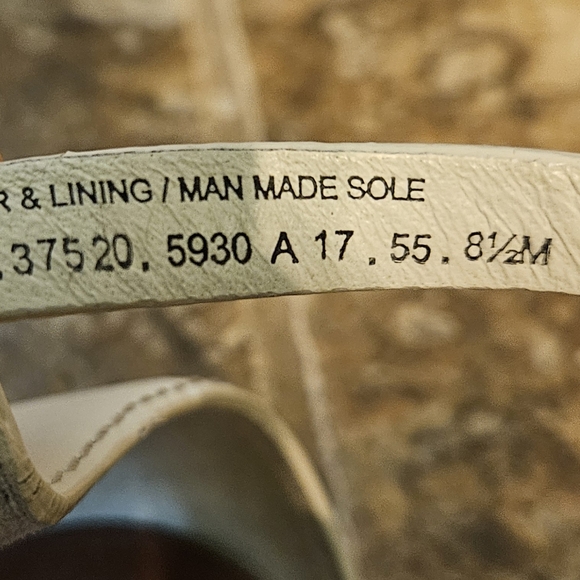 R & LINING / MAN MADE SOLE
.37520. 5930 A 17. 55. 8½M